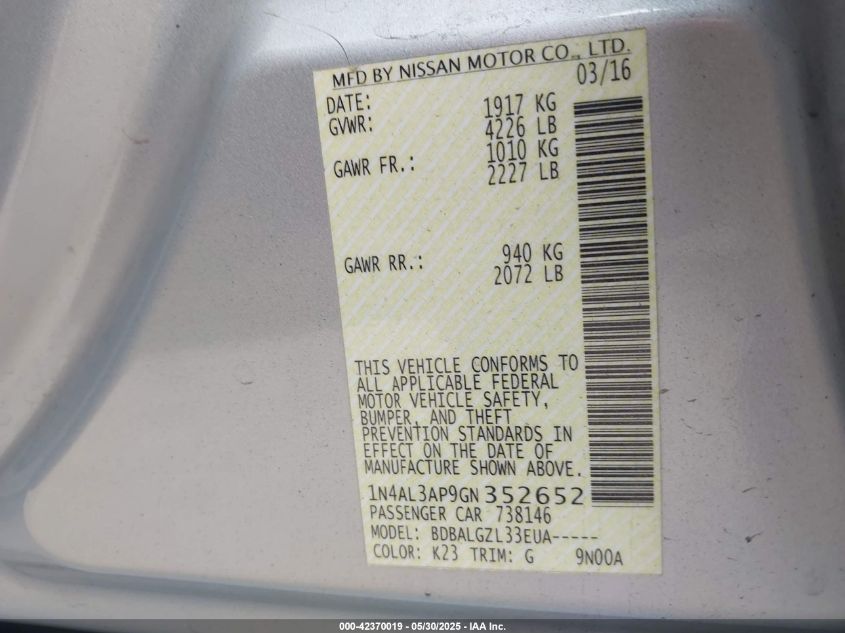 MFD BY NISSAN MOTOR CO., LTD.
DATE: 03/16
GVWR: 1917 KG
4226 LB
GAWR FR.: 1010 KG
2227 LB
GAWR RR.: 940 KG
2072 LB
THIS VEHICLE CONFORMS TO
ALL APPLICABLE FEDERAL
MOTOR VEHICLE SAFETY,
BUMPER, AND THEFT
PREVENTION STANDARDS IN
EFFECT ON THE DATE OF
MANUFACTURE SHOWN ABOVE.
1N4AL3AP9GN352652
PASSENGER CAR 738146
MODEL: BDBALGZL33EUA-----
COLOR: K23 TRIM: G 9N00A
000-42370019 - 05/30/2025 - IAA Inc.